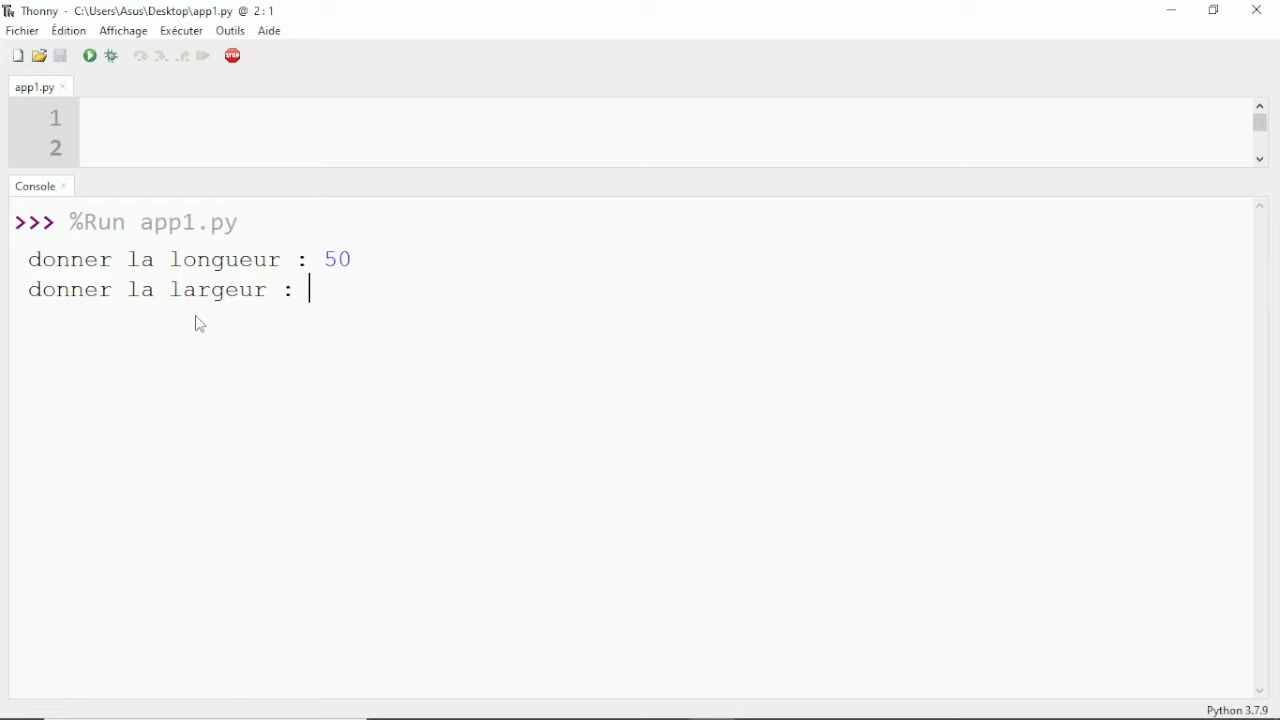 Thonny - C:\Users\Asus\Desktop\app1.py @ 2:1
Fichier Édition Affichage Exécuter Outils Aide
STOP
app1.py ×
1
2
Console ×
>>> %Run app1.py
donner la longueur : 50
donner la largeur :
Python 3.7.9